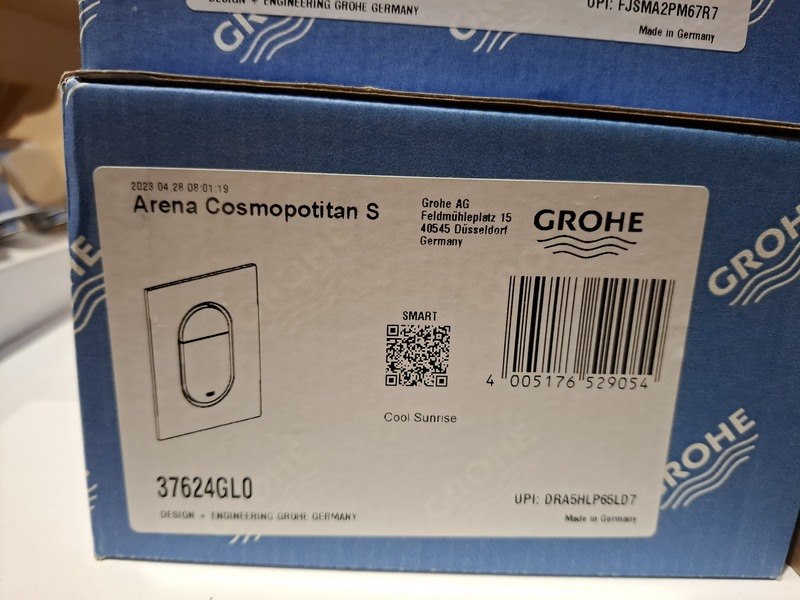 DESIGN + ENGINEERING GROHE GERMANY
UPI: FJSMA2PM67R7
Made in Germany
GROHE
2023 04.28 08:01:19
Arena Cosmopotitan S
Grohe AG
Feldmühleplatz 15
40545 Düsseldorf
Germany
GROHE
SMART
4 005176 529054
Cool Sunrise
37624GL0
UPI: DRA5HLP65LD7
DESIGN + ENGINEERING GROHE GERMANY
Made in Germany
GROHE
GROHE